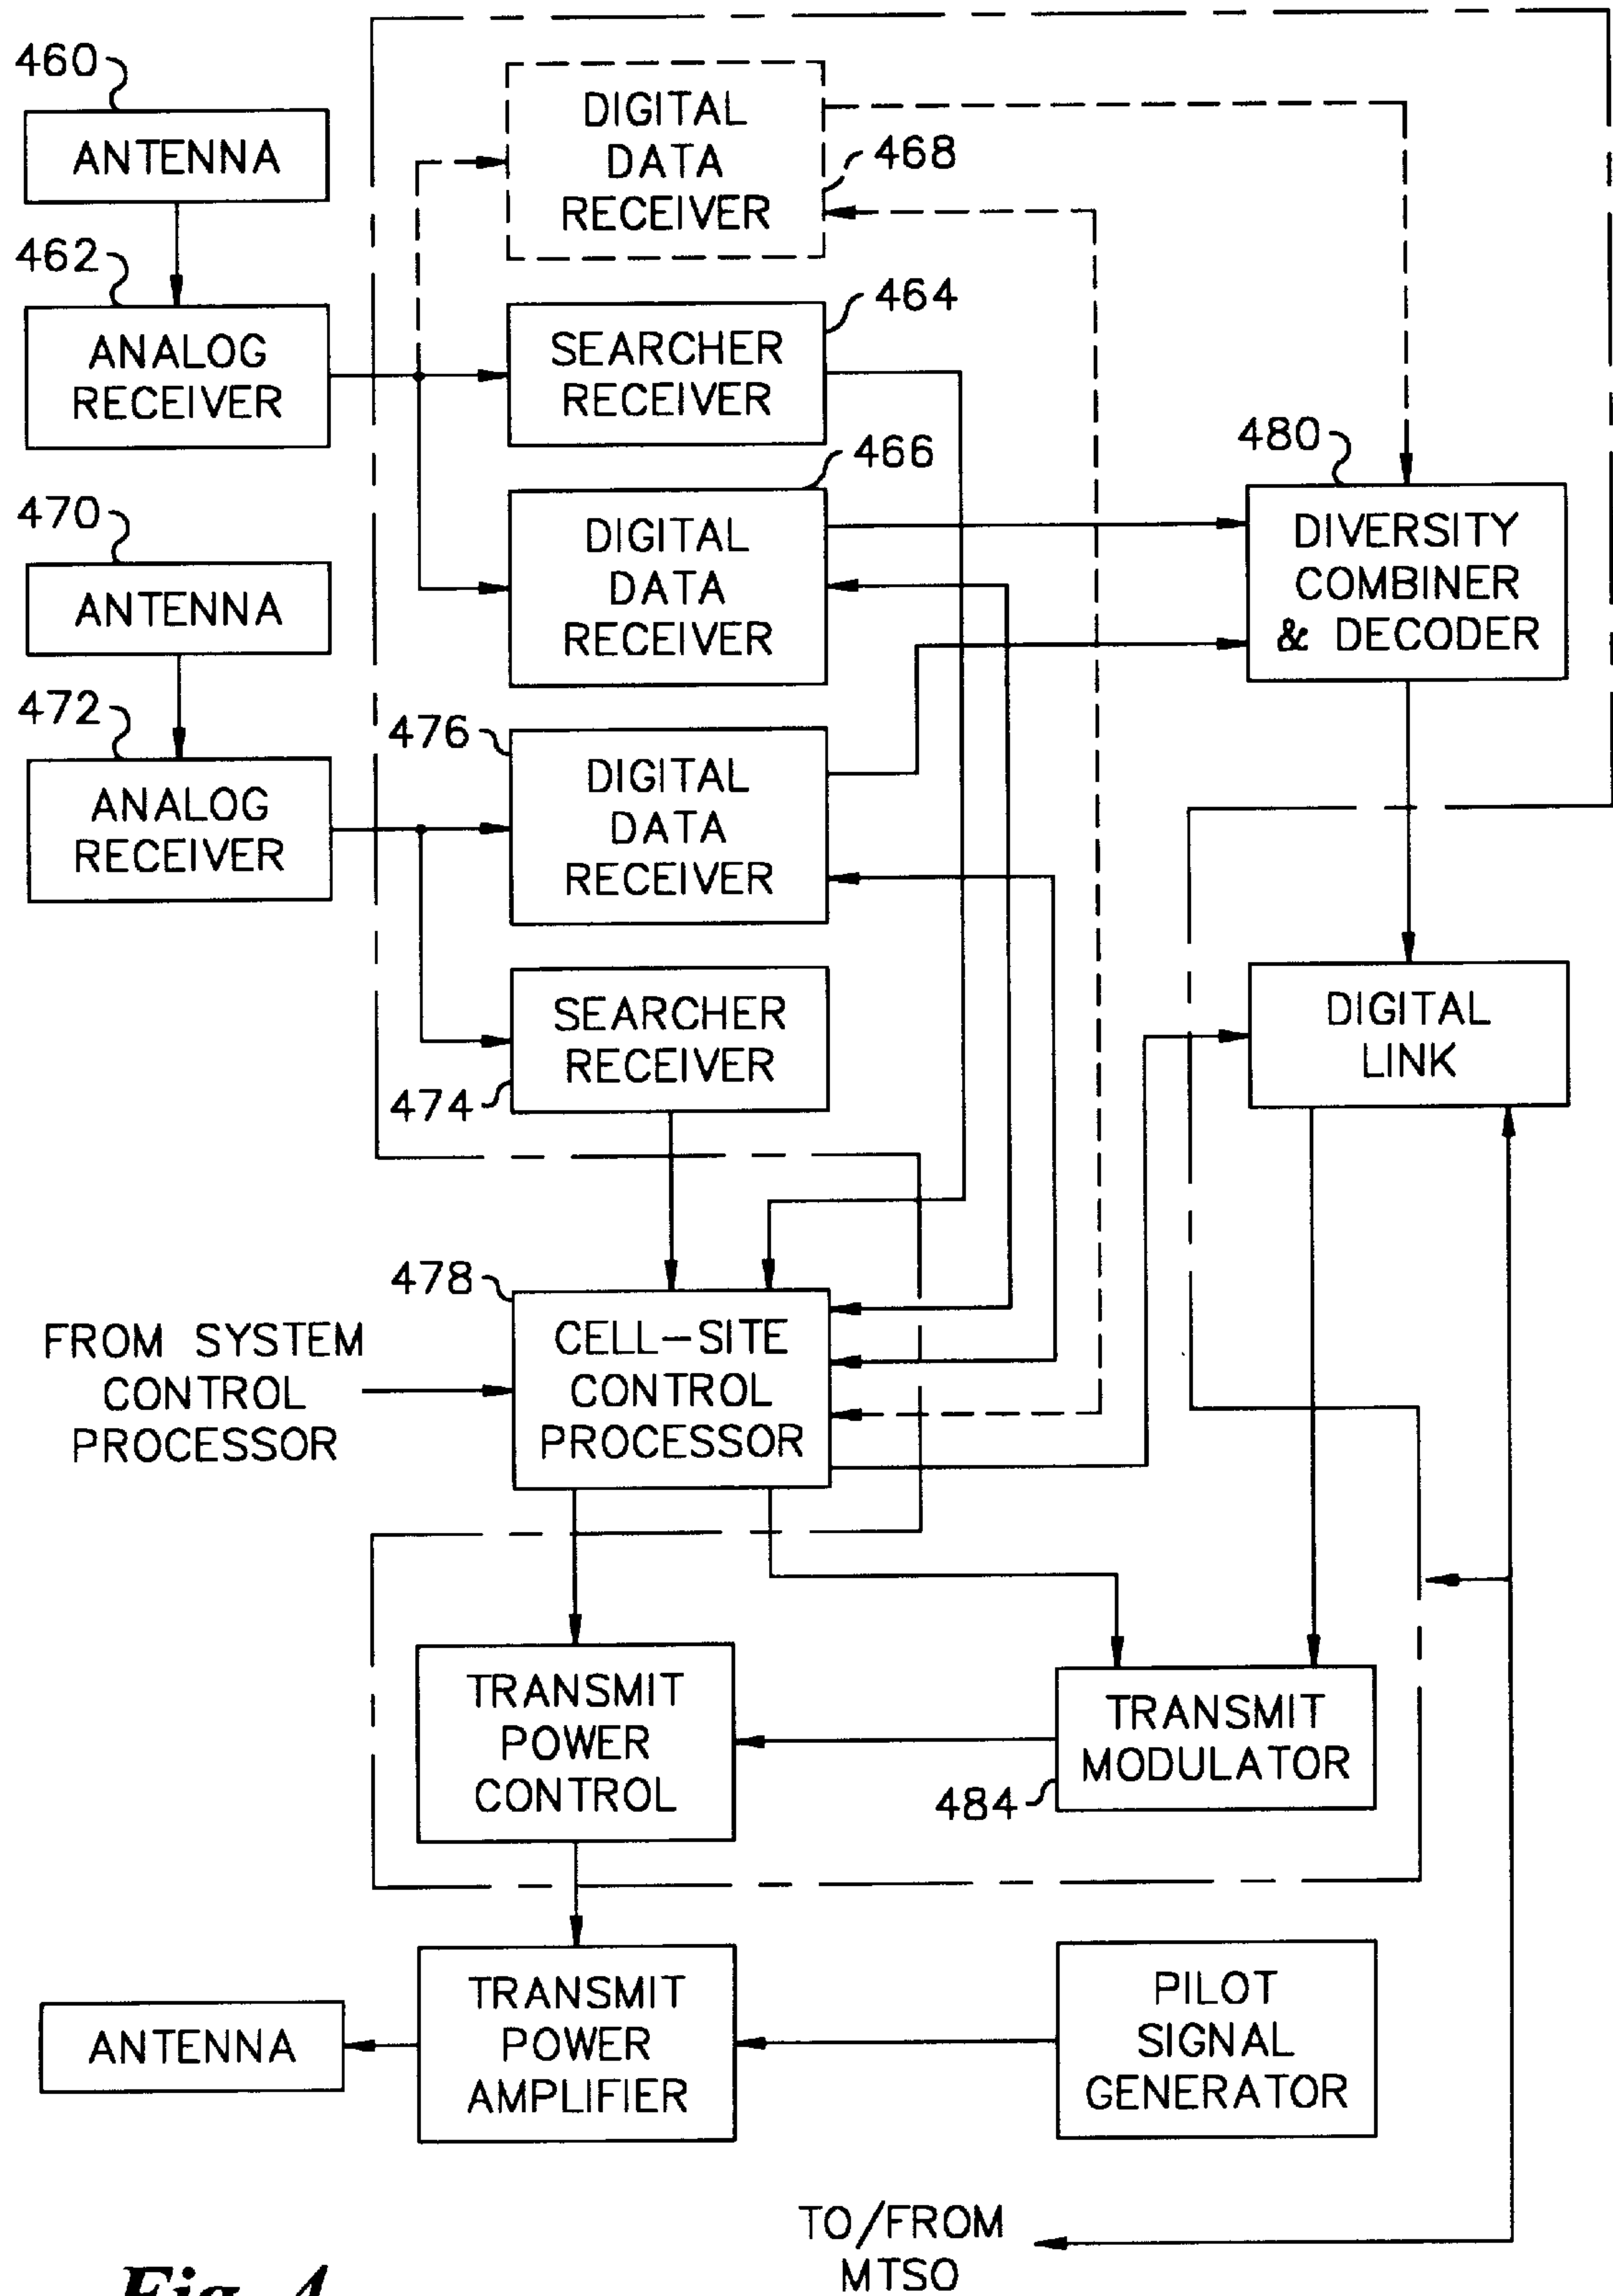 460
ANTENNA
462
ANALOG
RECEIVER
DIGITAL
DATA
RECEIVER
468
SEARCHER
RECEIVER
464
466
DIGITAL
DATA
RECEIVER
480
DIVERSITY
COMBINER
& DECODER
470
ANTENNA
472
ANALOG
RECEIVER
476
DIGITAL
DATA
RECEIVER
SEARCHER
RECEIVER
474
DIGITAL
LINK
478
CELL-SITE
CONTROL
PROCESSOR
FROM SYSTEM
CONTROL
PROCESSOR
TRANSMIT
POWER
CONTROL
TRANSMIT
MODULATOR
484
ANTENNA
TRANSMIT
POWER
AMPLIFIER
PILOT
SIGNAL
GENERATOR
TO/FROM
MTSO
Fig. 4